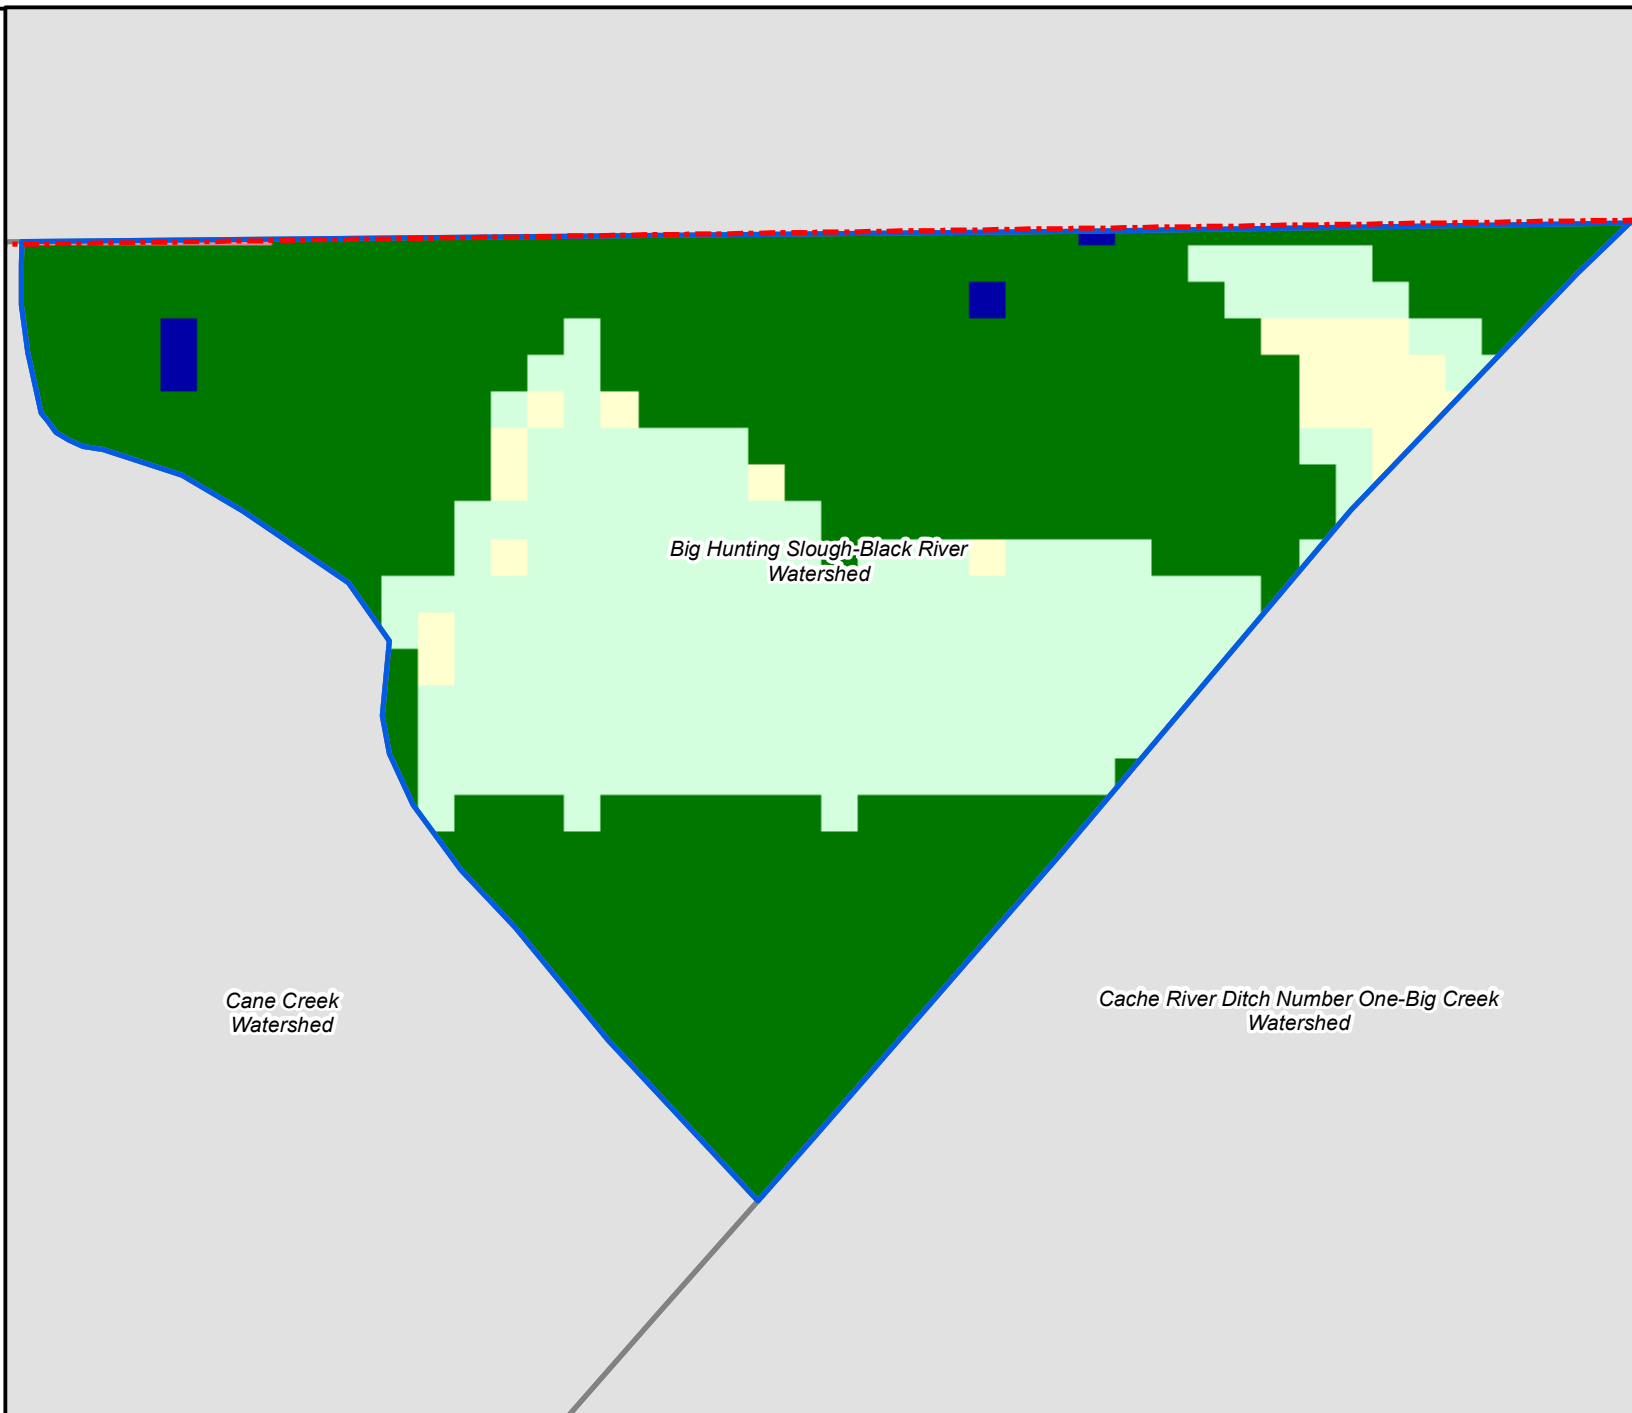 Big Hunting Slough-Black River
Watershed
Cane Creek
Watershed
Cache River Ditch Number One-Big Creek
Watershed